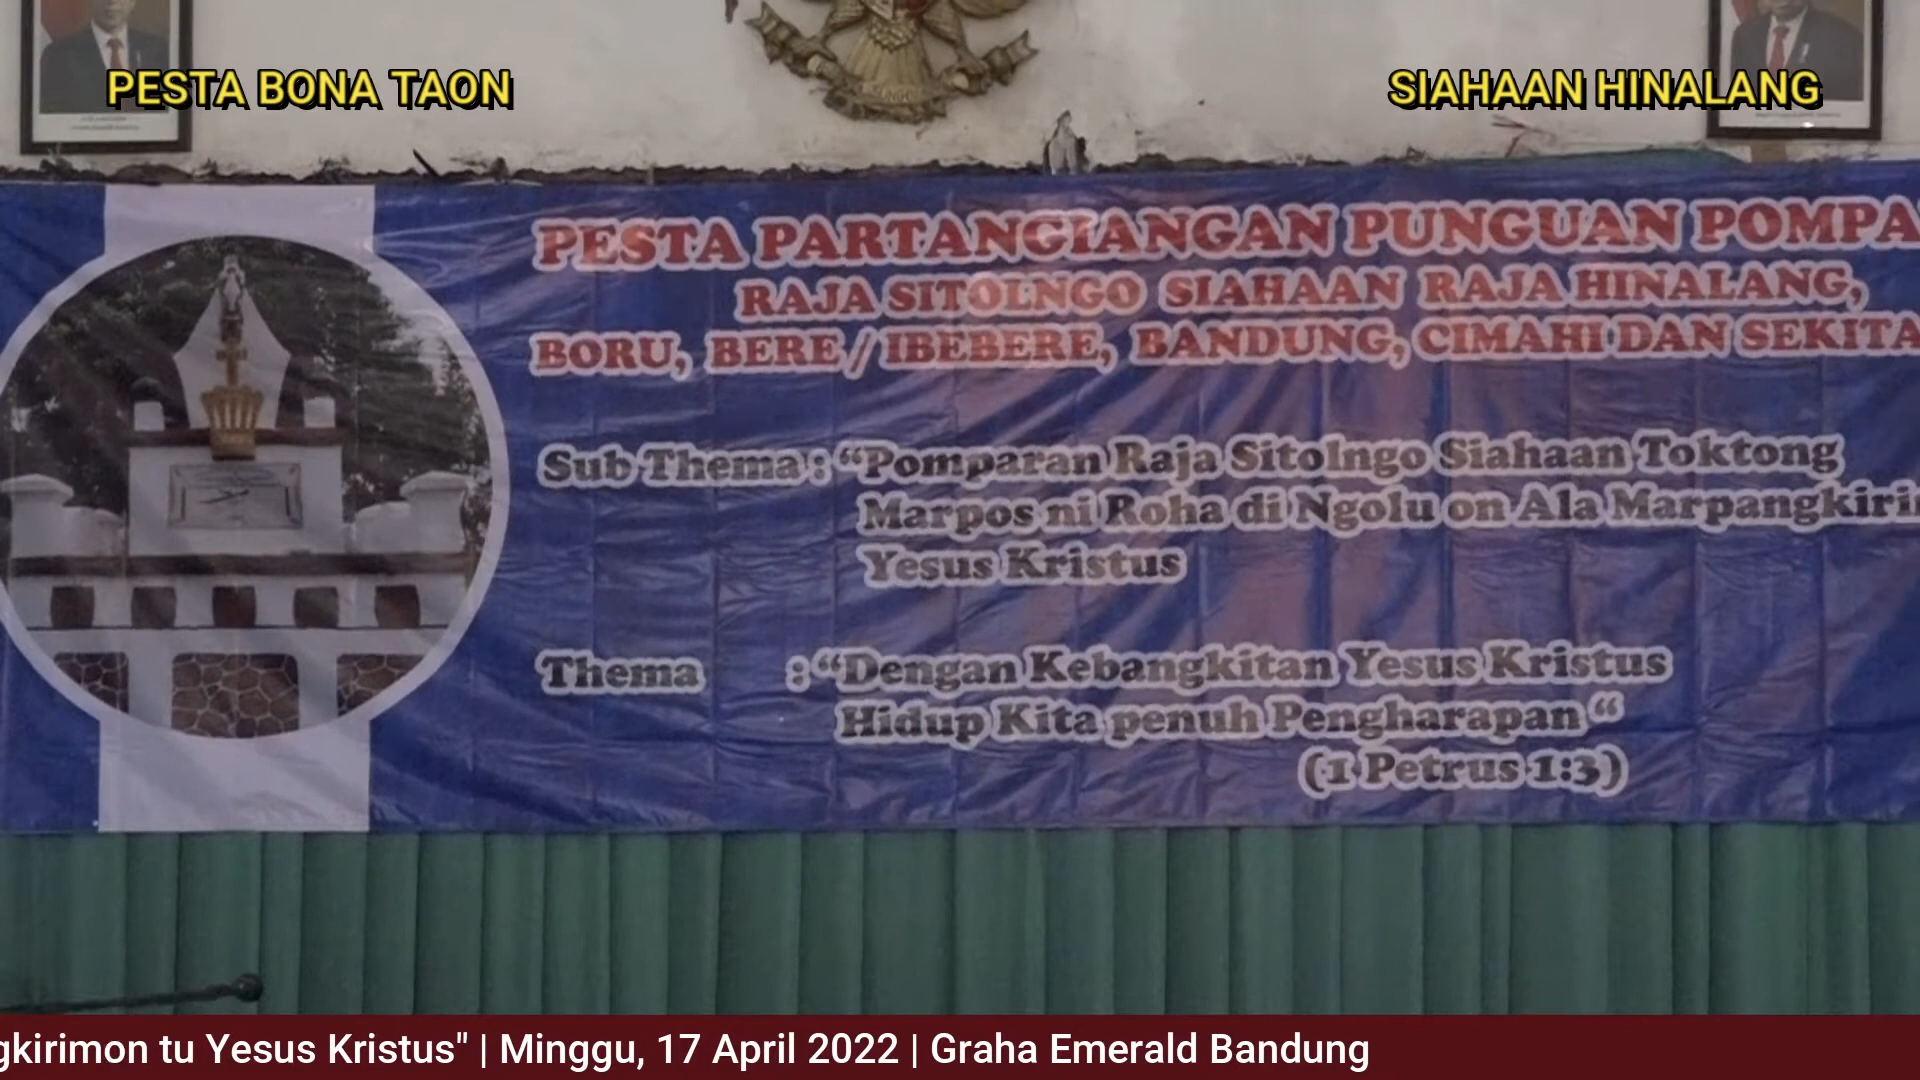 PESTA BONA TAON
SIAHAAN HINALANG
PESTA PARTANGIANGAN PUNGUAN POMPA
RAJA SITOLNGO SIAHAAN RAJA HINALANG,
BORU, BERE / IBEBERE, BANDUNG, CIMAHI DAN SEKITA
Sub Thema : “Pomparan Raja Sitolngo Siahaan Toktong
Marpos ni Roha di Ngolu on Ala Marpangkirim
Yesus Kristus
Thema : “Dengan Kebangkitan Yesus Kristus
Hidup Kita penuh Pengharapan “
(1 Petrus 1:3)
gkirimon tu Yesus Kristus" | Minggu, 17 April 2022 | Graha Emerald Bandung